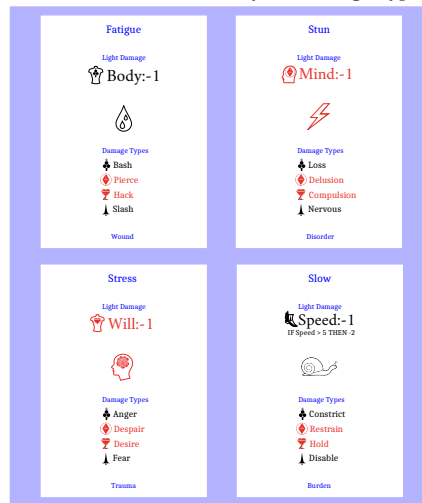 Fatigue
Light Damage
Body:-1
Damage Types
Bash
Pierce
Hack
Slash
Wound
Stun
Light Damage
Mind:-1
Damage Types
Loss
Delusion
Compulsion
Nervous
Disorder
Stress
Light Damage
Will:-1
Damage Types
Anger
Despair
Desire
Fear
Trauma
Slow
Light Damage
Speed:-1
IF Speed > 5 THEN -2
Damage Types
Constrict
Restrain
Hold
Disable
Burden